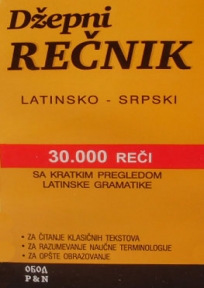 Džepni
REČNIK
LATINSKO - SRPSKI
30.000 REČI
SA KRATKIM PREGLEDOM
LATINSKE GRAMATIKE
• ZA ČITANJE KLASIČNIH TEKSTOVA
• ZA RAZUMEVANJE NAUČNE TERMINOLOGIJE
• ZA OPŠTE OBRAZOVANJE
ОБОД
P&N